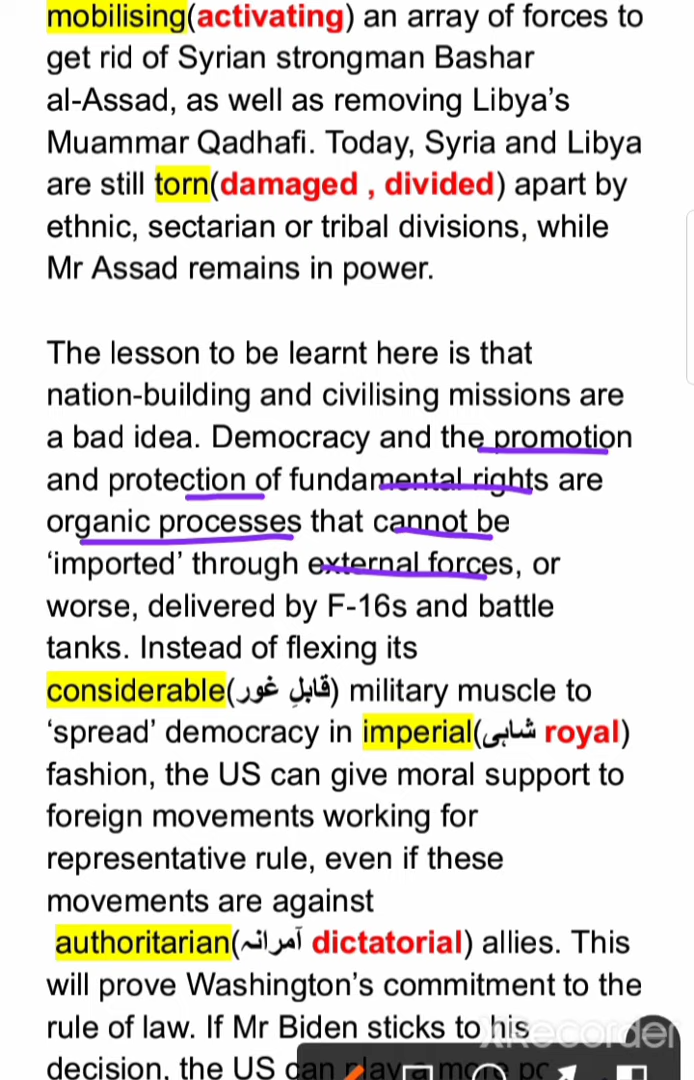 mobilising(activating) an array of forces to
get rid of Syrian strongman Bashar
al-Assad, as well as removing Libya’s
Muammar Qadhafi. Today, Syria and Libya
are still torn(damaged , divided) apart by
ethnic, sectarian or tribal divisions, while
Mr Assad remains in power.
The lesson to be learnt here is that
nation-building and civilising missions are
a bad idea. Democracy and the promotion
and protection of fundamental rights are
organic processes that cannot be
‘imported’ through external forces, or
worse, delivered by F-16s and battle
tanks. Instead of flexing its
considerable(قابلِ غور) military muscle to
‘spread’ democracy in imperial(شاہی royal)
fashion, the US can give moral support to
foreign movements working for
representative rule, even if these
movements are against
authoritarian(آمرانہ dictatorial) allies. This
will prove Washington’s commitment to the
rule of law. If Mr Biden sticks to his
decision, the US can play a more
XRecorder